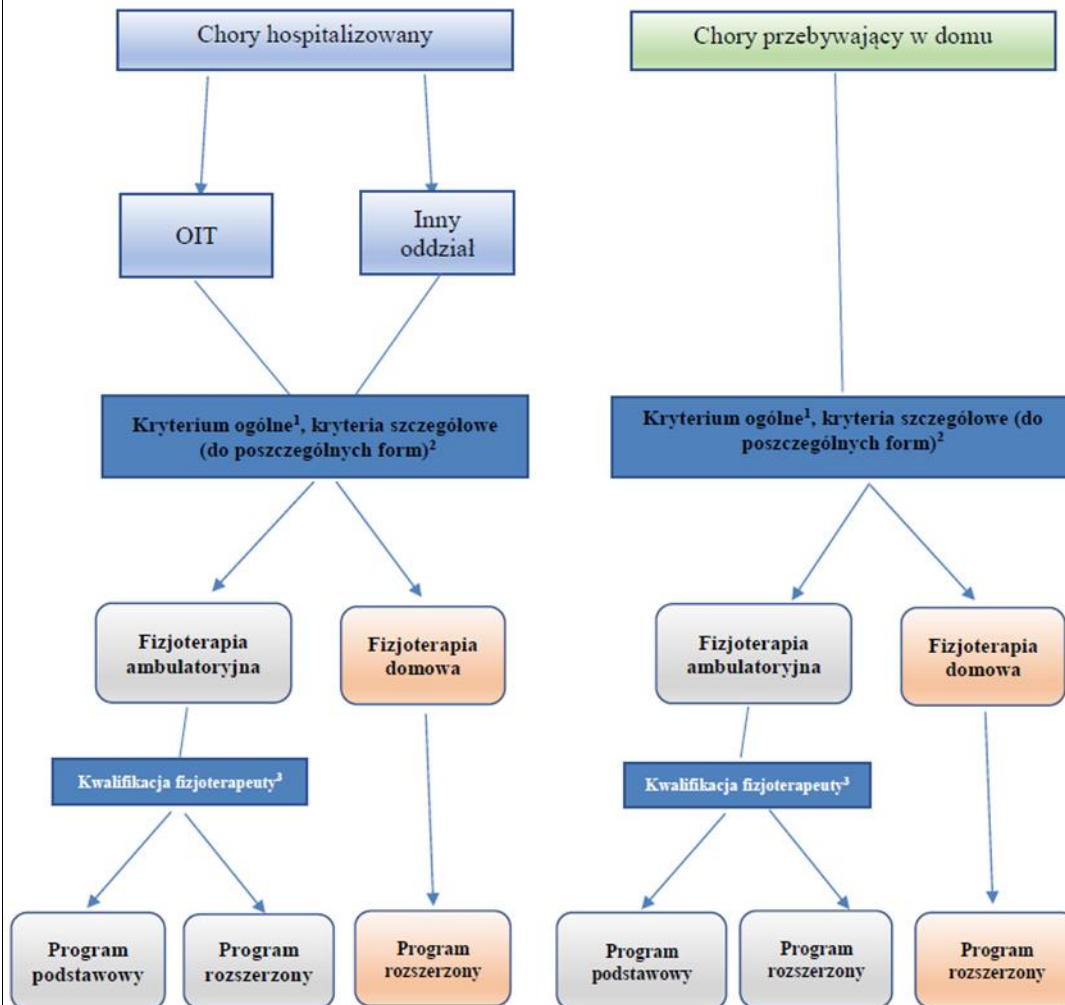 Chory hospitalizowany
Chory przebywający w domu
OIT
Inny
oddział
Kryterium ogólne¹, kryteria szczegółowe
(do poszczególnych form)²
Kryterium ogólne¹, kryteria szczegółowe (do
poszczególnych form)²
Fizjoterapia
ambulatoryjna
Fizjoterapia
domowa
Fizjoterapia
ambulatoryjna
Fizjoterapia
domowa
Kwalifikacja fizjoterapeuty³
Kwalifikacja fizjoterapeuty³
Program
podstawowy
Program
rozszerzony
Program
rozszerzony
Program
podstawowy
Program
rozszerzony
Program
rozszerzony